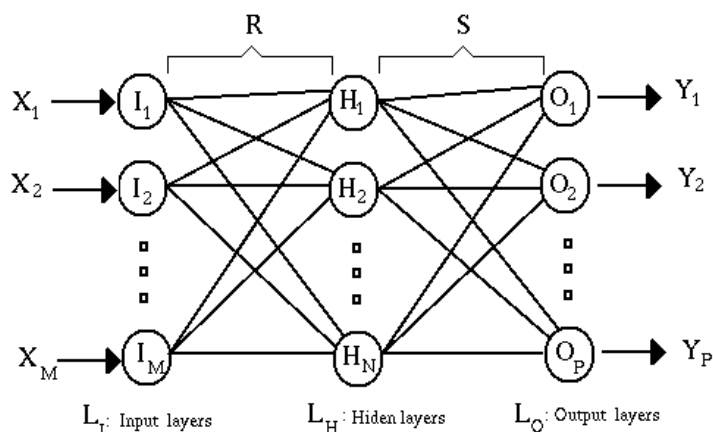 R S
X1 I1 H1 O1 Y1
X2 I2 H2 O2 Y2
XM IM HN OP YP
LI: Input layers LH: Hiden layers LO: Output layers